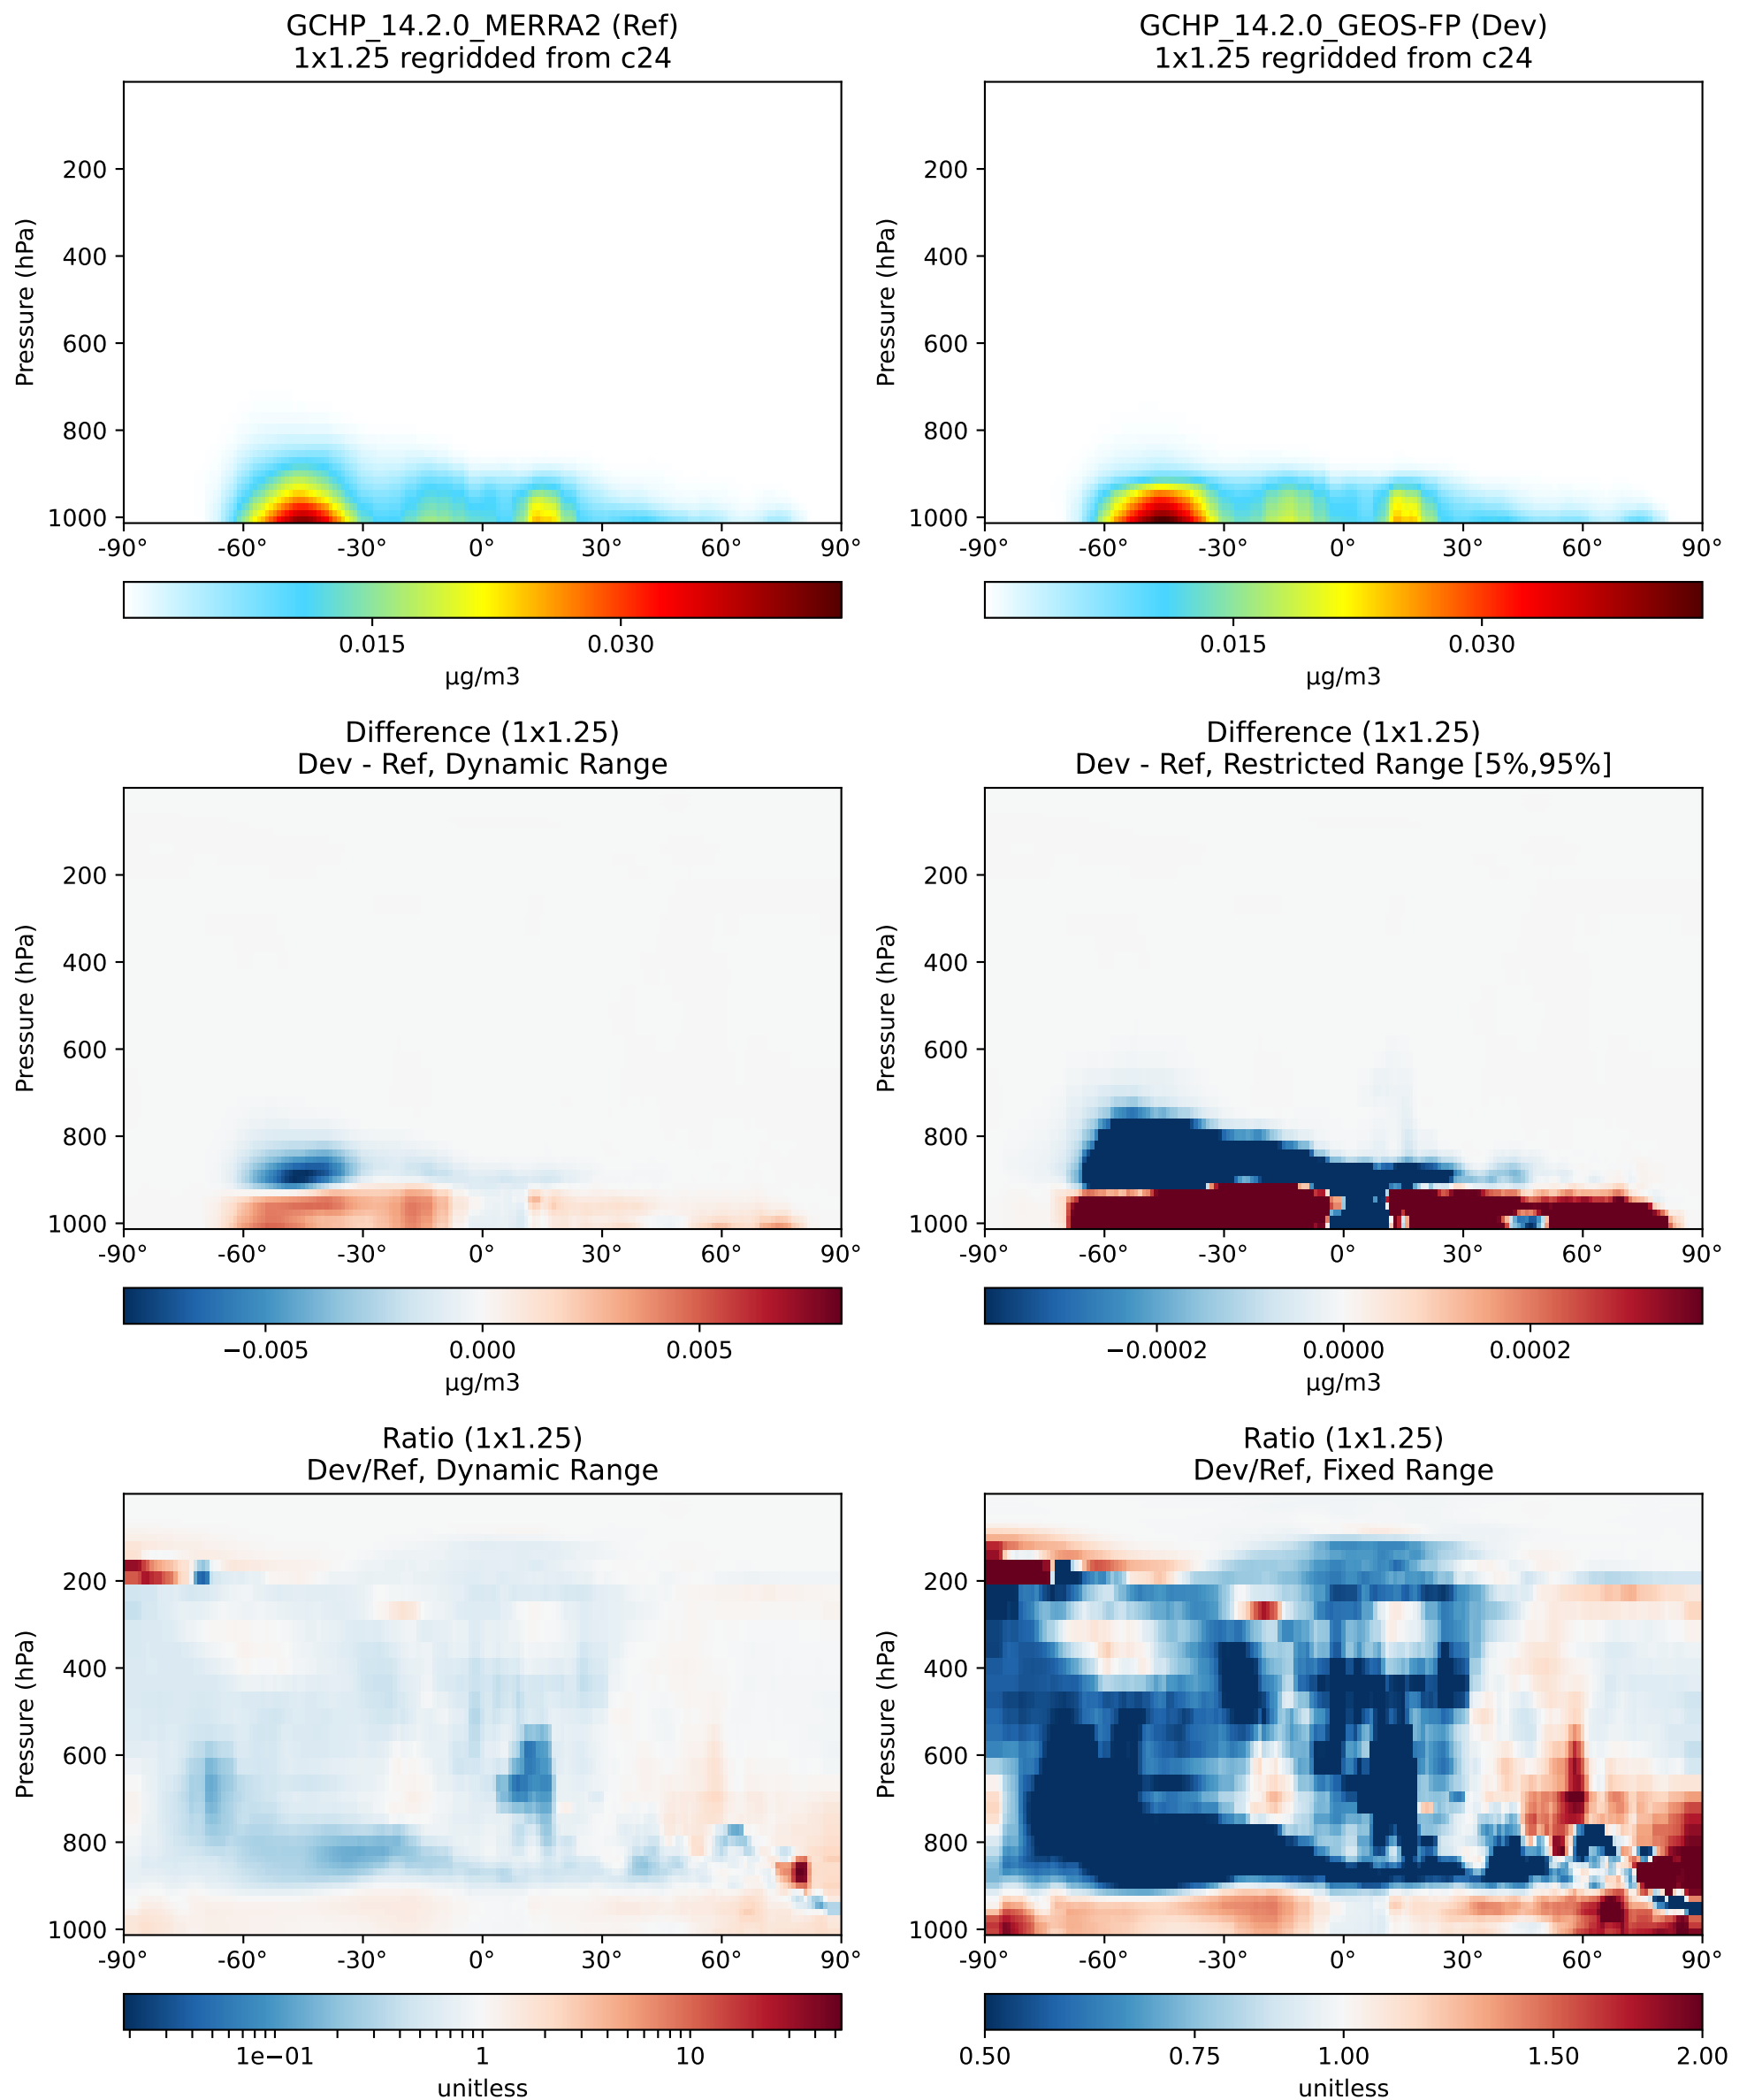 GCHP_14.2.0_MERRA2 (Ref)
1x1.25 regridded from c24
Pressure (hPa)
200
400
600
800
1000
-90° -60° -30° 0° 30° 60° 90°
0.015 0.030
µg/m3
GCHP_14.2.0_GEOS-FP (Dev)
1x1.25 regridded from c24
Pressure (hPa)
200
400
600
800
1000
-90° -60° -30° 0° 30° 60° 90°
0.015 0.030
µg/m3
Difference (1x1.25)
Dev - Ref, Dynamic Range
Pressure (hPa)
200
400
600
800
1000
-90° -60° -30° 0° 30° 60° 90°
−0.005 0.000 0.005
µg/m3
Difference (1x1.25)
Dev - Ref, Restricted Range [5%,95%]
Pressure (hPa)
200
400
600
800
1000
-90° -60° -30° 0° 30° 60° 90°
−0.0002 0.0000 0.0002
µg/m3
Ratio (1x1.25)
Dev/Ref, Dynamic Range
Pressure (hPa)
200
400
600
800
1000
-90° -60° -30° 0° 30° 60° 90°
1e−01 1 10
unitless
Ratio (1x1.25)
Dev/Ref, Fixed Range
Pressure (hPa)
200
400
600
800
1000
-90° -60° -30° 0° 30° 60° 90°
0.50 0.75 1.00 1.50 2.00
unitless